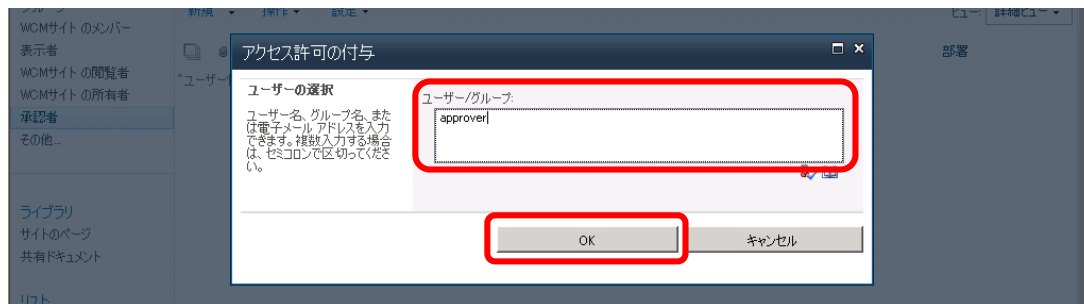 新規 操作 設定 ビュー: 詳細ビュー
WCMサイト のメンバー
表示者
WCMサイト の閲覧者
WCMサイト の所有者
承認者
その他...
ライブラリ
サイトのページ
共有ドキュメント
リスト
"ユーザー
部署
アクセス許可の付与
ユーザーの選択
ユーザー名、グループ名、また
は電子メール アドレスを入力
できます。複数入力する場合
は、セミコロンで区切ってくださ
い。
ユーザー/グループ:
approver
OK
キャンセル